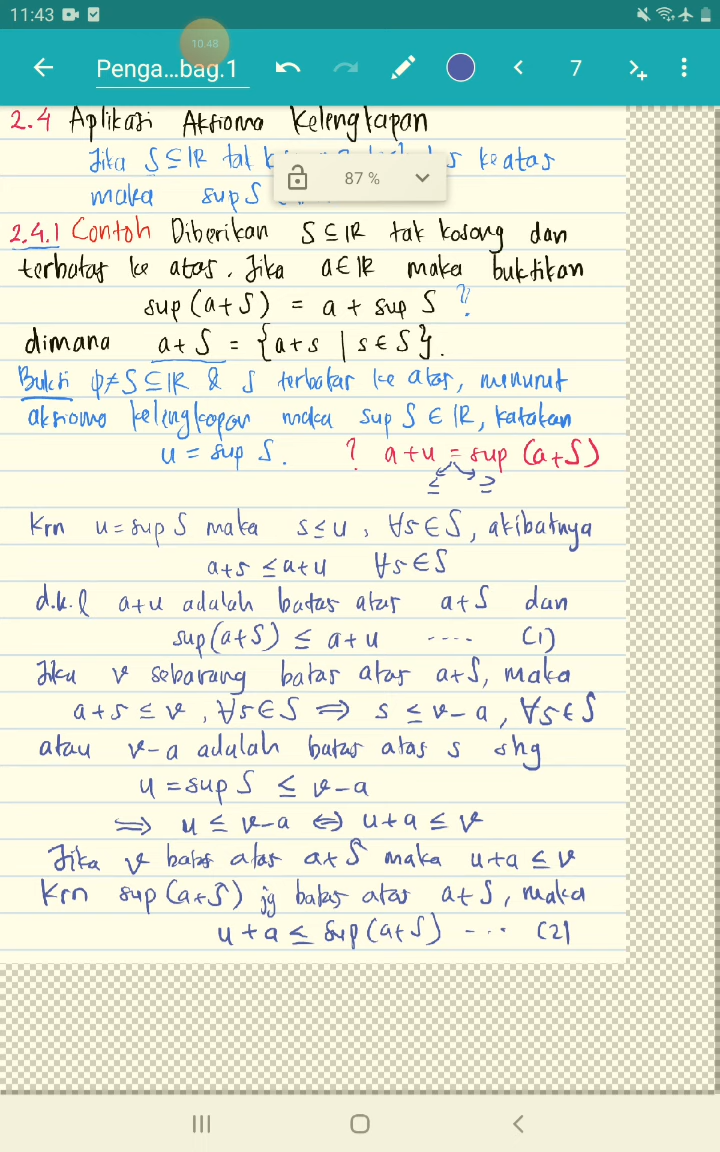 11:43
10.48
Penga...bag.1
7
2.4 Aplikasi Aksioma Kelengkapan
Jika S ⊆ ℝ tak s keatas
87 %
maka sup S
2.4.1 Contoh Diberikan S ⊆ ℝ tak kosong dan
terbatas ke atas. Jika a ∈ ℝ maka buktikan
sup (a+S) = a + sup S ?
dimana a+S = {a+s | s ∈ S}.
Bukti ϕ ≠ S ⊆ ℝ & S terbatas ke atas, menurut
aksioma kelengkapan maka sup S ∈ ℝ, katakan
u = sup S. ? a+u = sup (a+S)
≤ ≥
Krn u = sup S maka s ≤ u, ∀s ∈ S, akibatnya
a+s ≤ a+u ∀s ∈ S
d.k.l a+u adalah batas atas a+S dan
sup(a+S) ≤ a+u .... (1)
Jika v sebarang batas atas a+S, maka
a+s ≤ v, ∀s ∈ S ⇒ s ≤ v-a, ∀s ∈ S
atau v-a adalah batas atas s shg
u = sup S ≤ v-a
⇒ u ≤ v-a ⇔ u+a ≤ v
Jika v batas atas a+S maka u+a ≤ v
Krn sup (a+S) jg batas atas a+S, maka
u+a ≤ sup(a+S) .... (2)